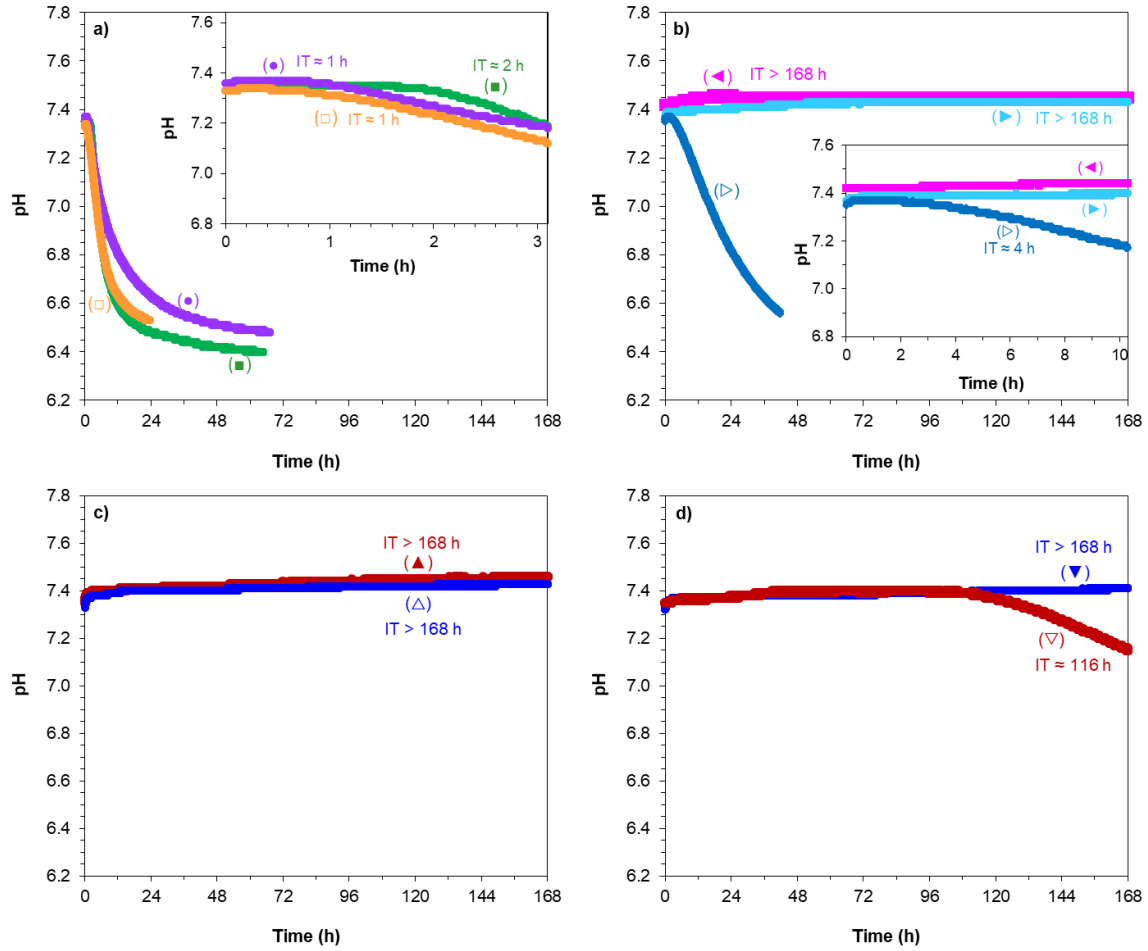 a)
7.8
7.6
7.4
7.2
7.0
6.8
6.6
6.4
6.2
pH
0 24 48 72 96 120 144 168
Time (h)
7.6
7.4
7.2
7.0
6.8
pH
0 1 2 3
Time (h)
(●) IT ≈ 1 h
IT ≈ 2 h
(■)
(□) IT ≈ 1 h
(□)
(●)
(■)
b)
7.8
7.6
7.4
7.2
7.0
6.8
6.6
6.4
6.2
pH
0 24 48 72 96 120 144 168
Time (h)
(◄) IT > 168 h
(►) IT > 168 h
(▷)
7.6
7.4
7.2
7.0
6.8
pH
0 2 4 6 8 10
Time (h)
(◄)
(►)
(▷)
IT ≈ 4 h
c)
7.8
7.6
7.4
7.2
7.0
6.8
6.6
6.4
6.2
pH
0 24 48 72 96 120 144 168
Time (h)
IT > 168 h
(▲)
(△)
IT > 168 h
d)
7.8
7.6
7.4
7.2
7.0
6.8
6.6
6.4
6.2
pH
0 24 48 72 96 120 144 168
Time (h)
IT > 168 h
(▼)
(▽)
IT ≈ 116 h